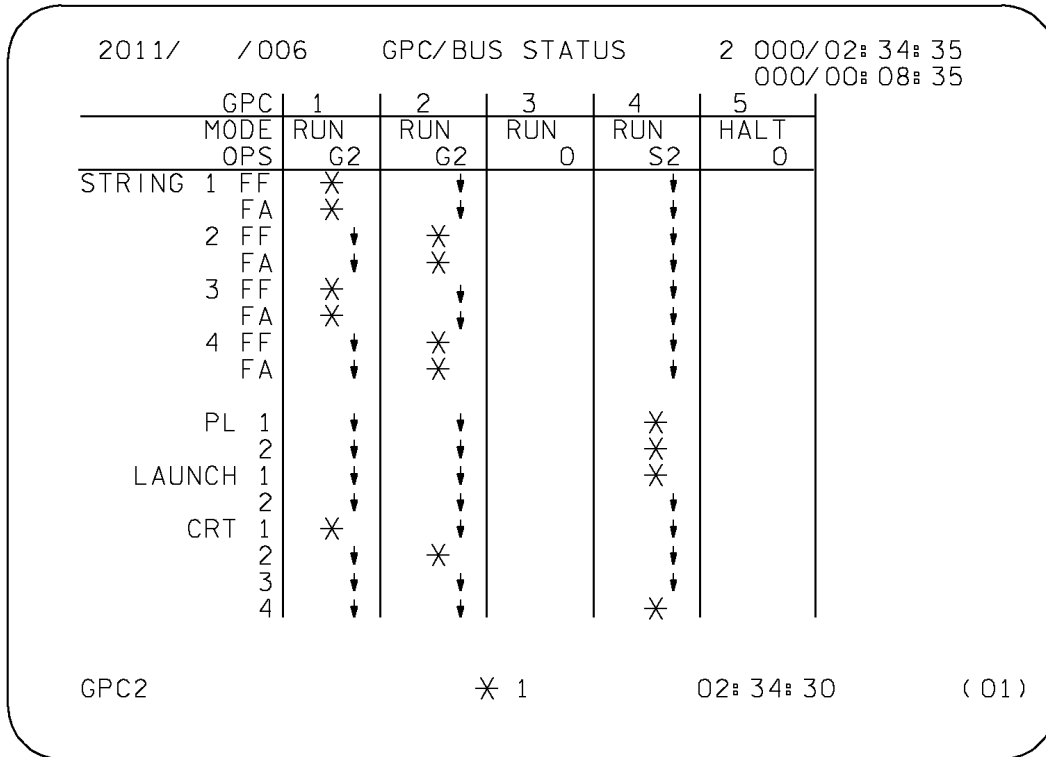 2011/ /006 GPC/BUS STATUS 2 000/02:34:35
000/00:08:35
GPC 1 2 3 4 5
MODE RUN RUN RUN RUN HALT
OPS G2 G2 0 S2 0
STRING 1 FF * ↓ ↓
FA * ↓ ↓
2 FF ↓ * ↓
FA ↓ * ↓
3 FF * ↓ ↓
FA * ↓ ↓
4 FF ↓ * ↓
FA ↓ * ↓
PL 1 ↓ ↓ *
2 ↓ ↓ *
LAUNCH 1 ↓ ↓ *
2 ↓ ↓ ↓
CRT 1 * ↓ ↓
2 ↓ * ↓
3 ↓ ↓ ↓
4 ↓ ↓ *
GPC2 * 1 02:34:30 (01)